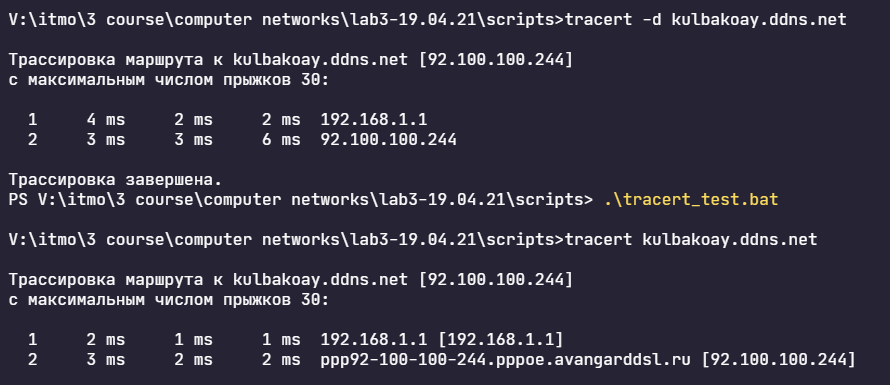 V:\itmo\3 course\computer networks\lab3-19.04.21\scripts>tracert -d kulbakoay.ddns.net
Трассировка маршрута к kulbakoay.ddns.net [92.100.100.244]
с максимальным числом прыжков 30:
1 4 ms 2 ms 2 ms 192.168.1.1
2 3 ms 3 ms 6 ms 92.100.100.244
Трассировка завершена.
PS V:\itmo\3 course\computer networks\lab3-19.04.21\scripts> .\tracert_test.bat
V:\itmo\3 course\computer networks\lab3-19.04.21\scripts>tracert kulbakoay.ddns.net
Трассировка маршрута к kulbakoay.ddns.net [92.100.100.244]
с максимальным числом прыжков 30:
1 2 ms 1 ms 1 ms 192.168.1.1 [192.168.1.1]
2 3 ms 2 ms 2 ms ppp92-100-100-244.pppoe.avangarddsl.ru [92.100.100.244]